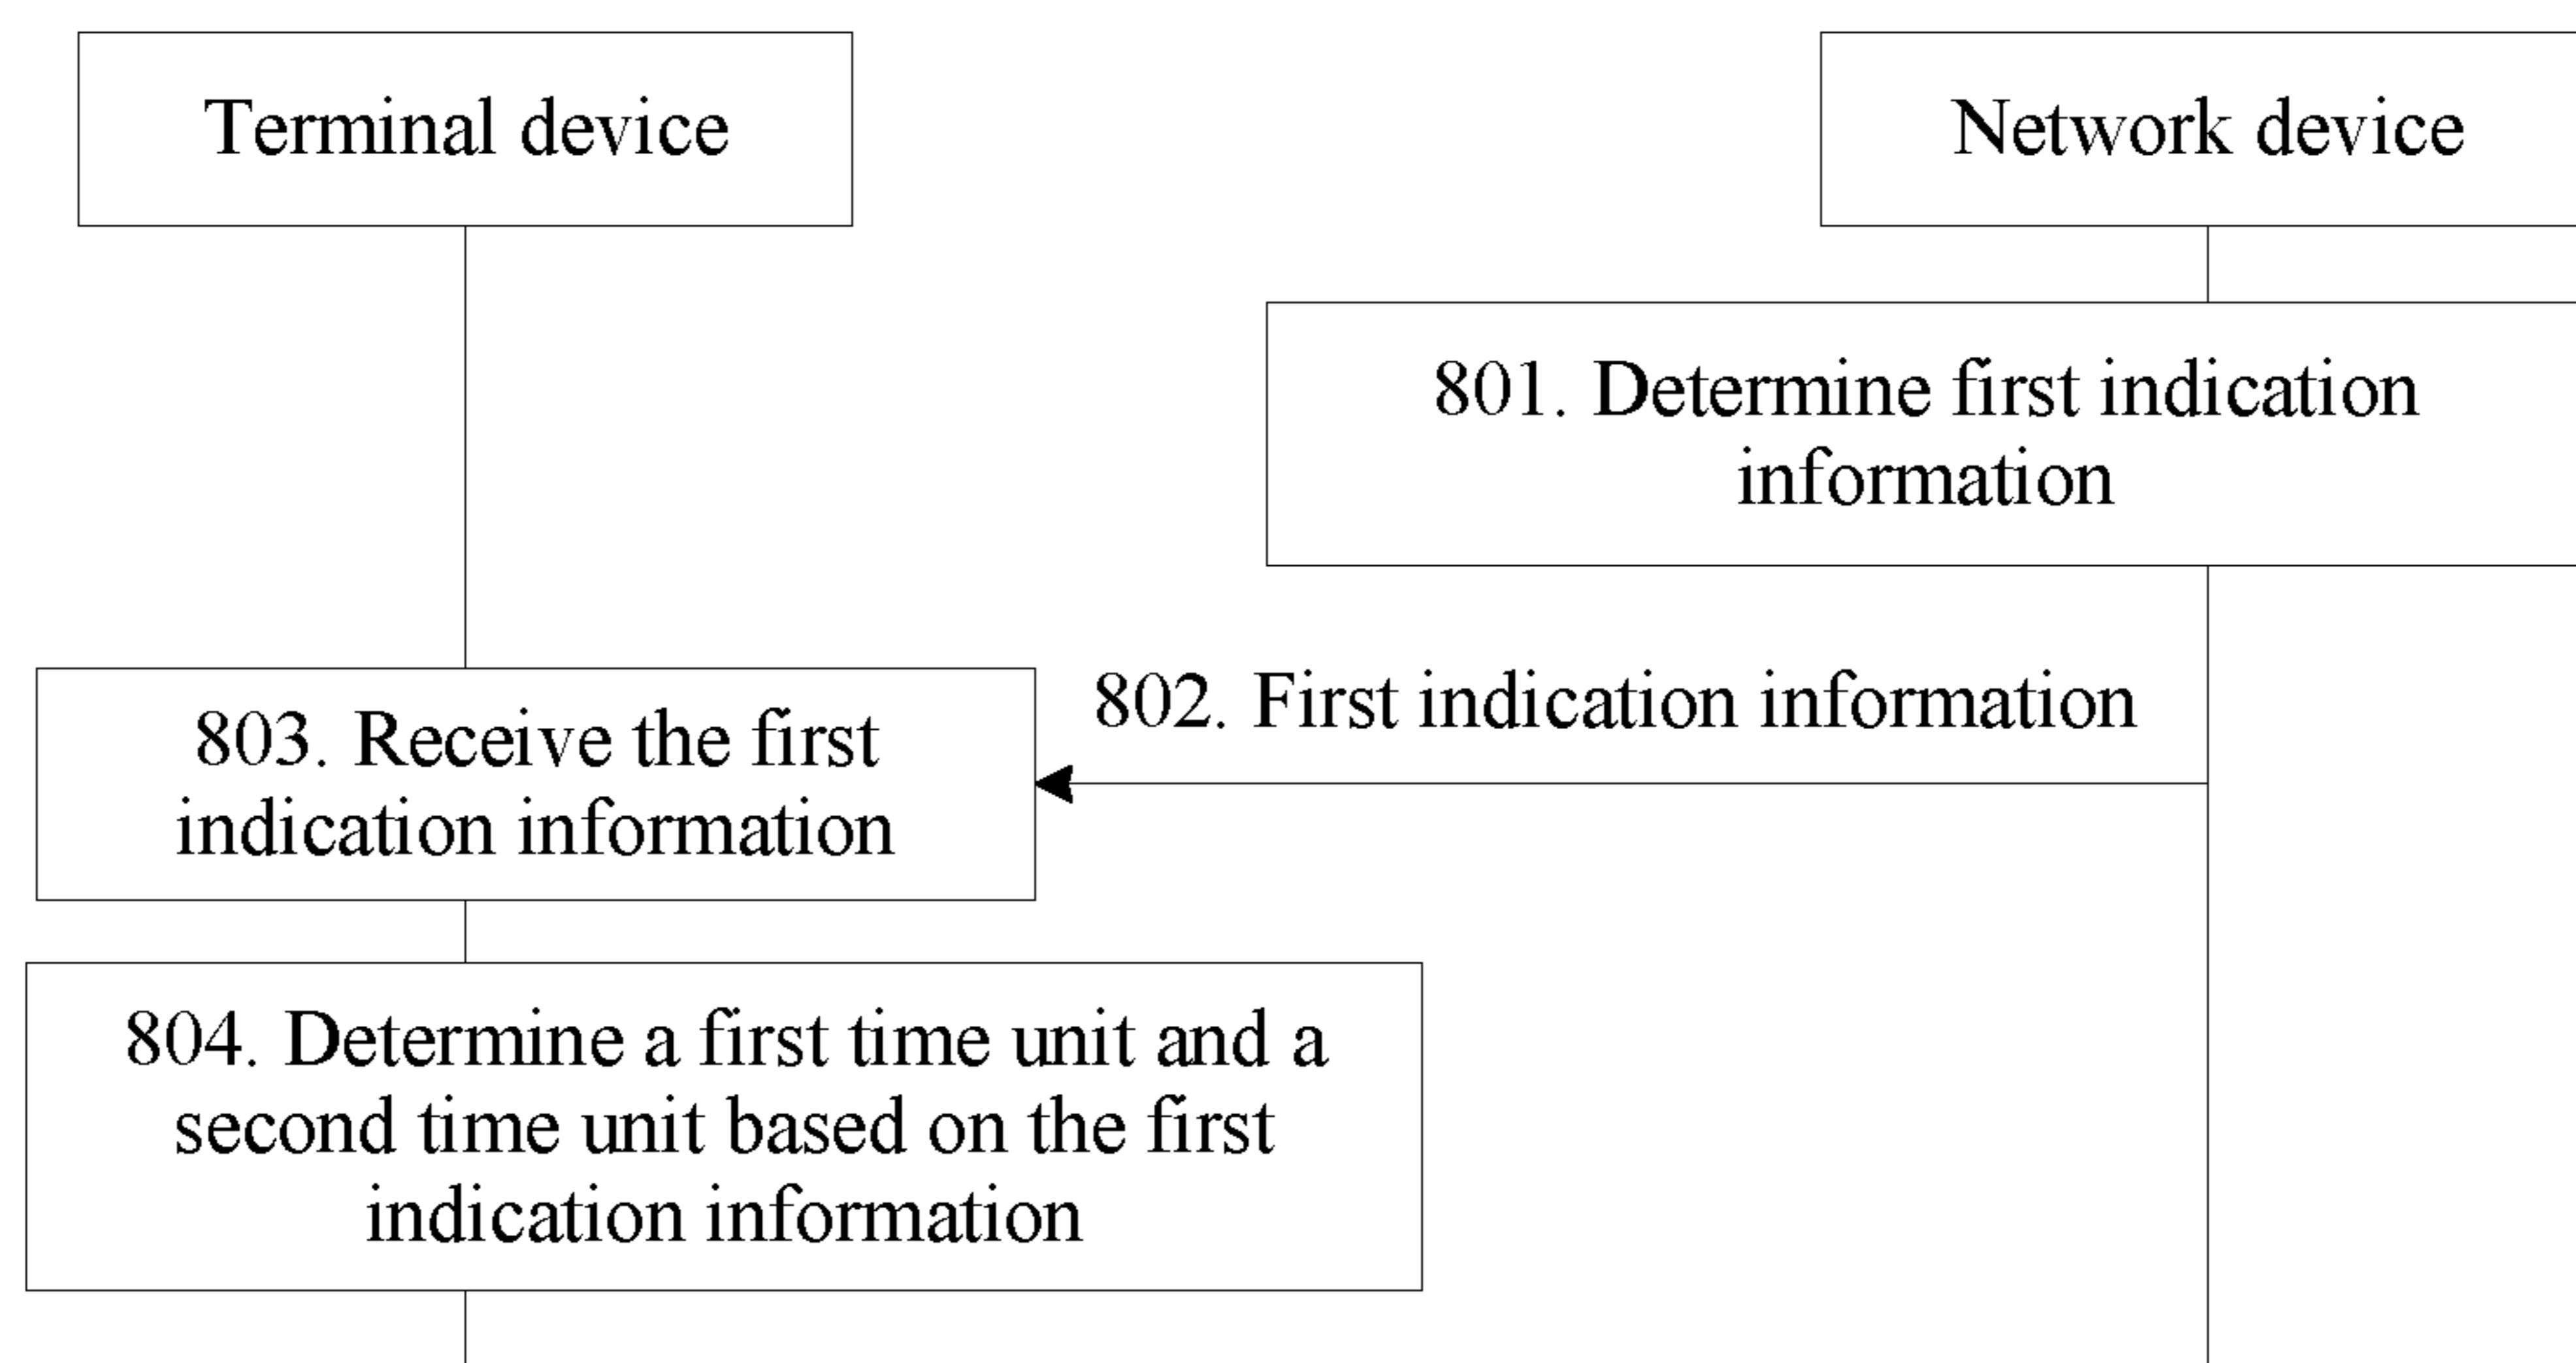 Terminal device
Network device
801. Determine first indication
information
802. First indication information
803. Receive the first
indication information
804. Determine a first time unit and a
second time unit based on the first
indication information